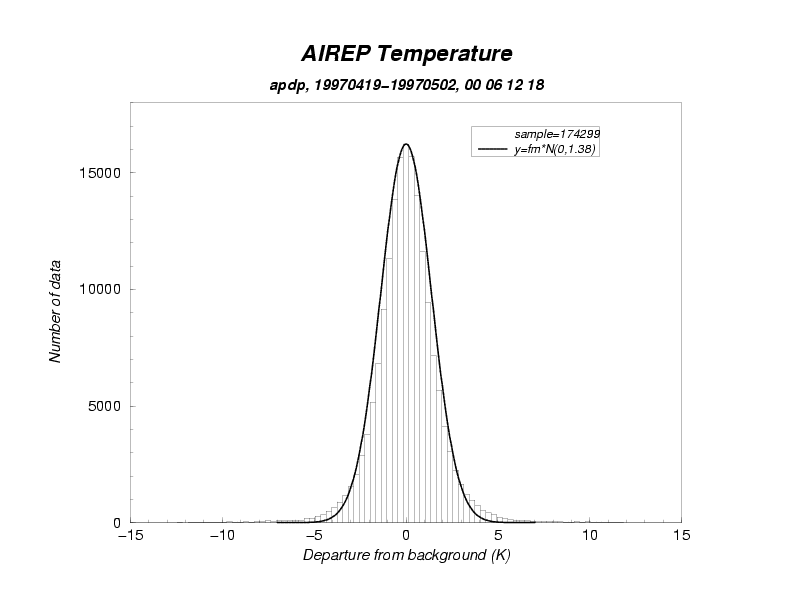 AIREP Temperature
apdp, 19970419−19970502, 00 06 12 18
sample=174299
y=fm*N(0,1.38)
15000
10000
5000
0
Number of data
−15 −10 −5 0 5 10 15
Departure from background (K)